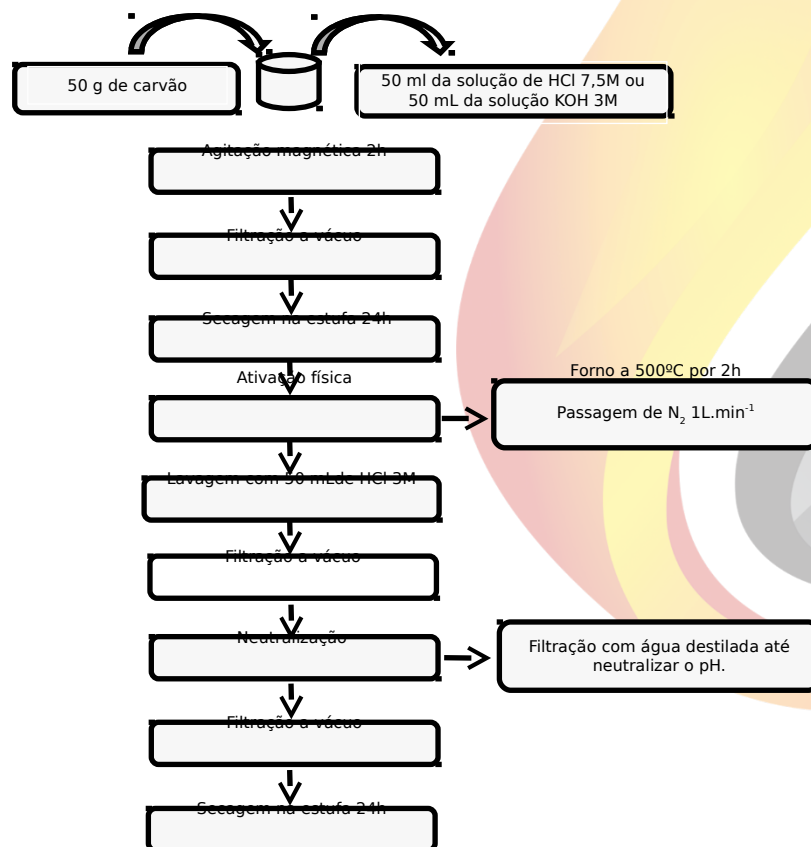 50 g de carvão
50 ml da solução de HCl 7,5M ou
50 mL da solução KOH 3M
Agitação magnética 2h
Filtração a vácuo
Secagem na estufa 24h
Ativação física
Forno a 500ºC por 2h
Passagem de N₂ 1L.min⁻¹
Lavagem com 50 mLde HCl 3M
Filtração a vácuo
Neutralização
Filtração com água destilada até
neutralizar o pH.
Filtração a vácuo
Secagem na estufa 24h